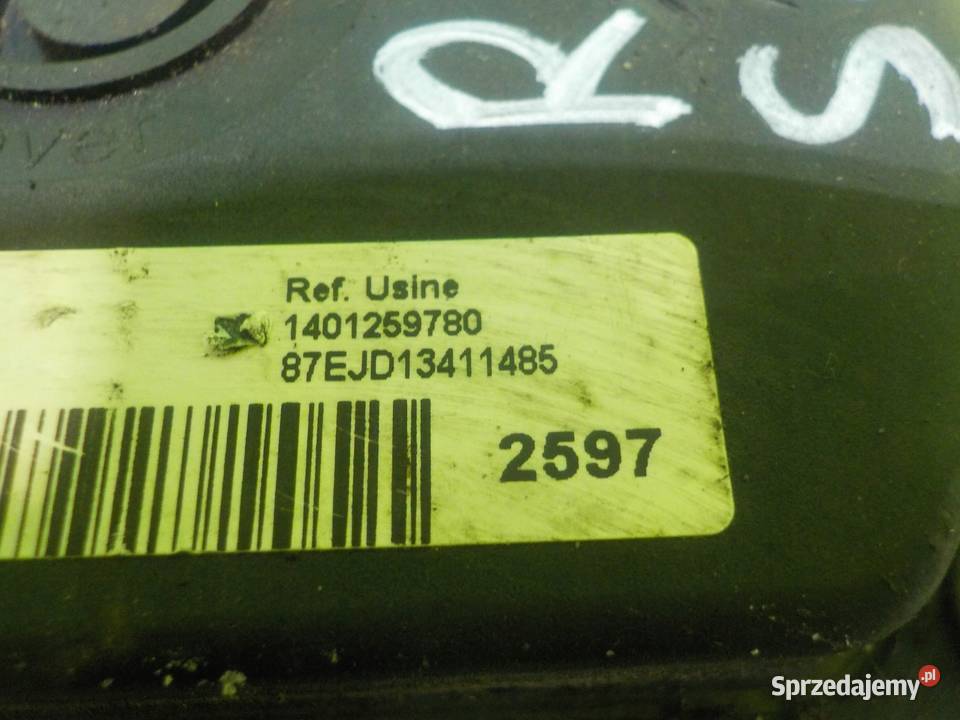 R S
Ref. Usine
1401259780
87EJD13411485
2597
Sprzedajemy.pl